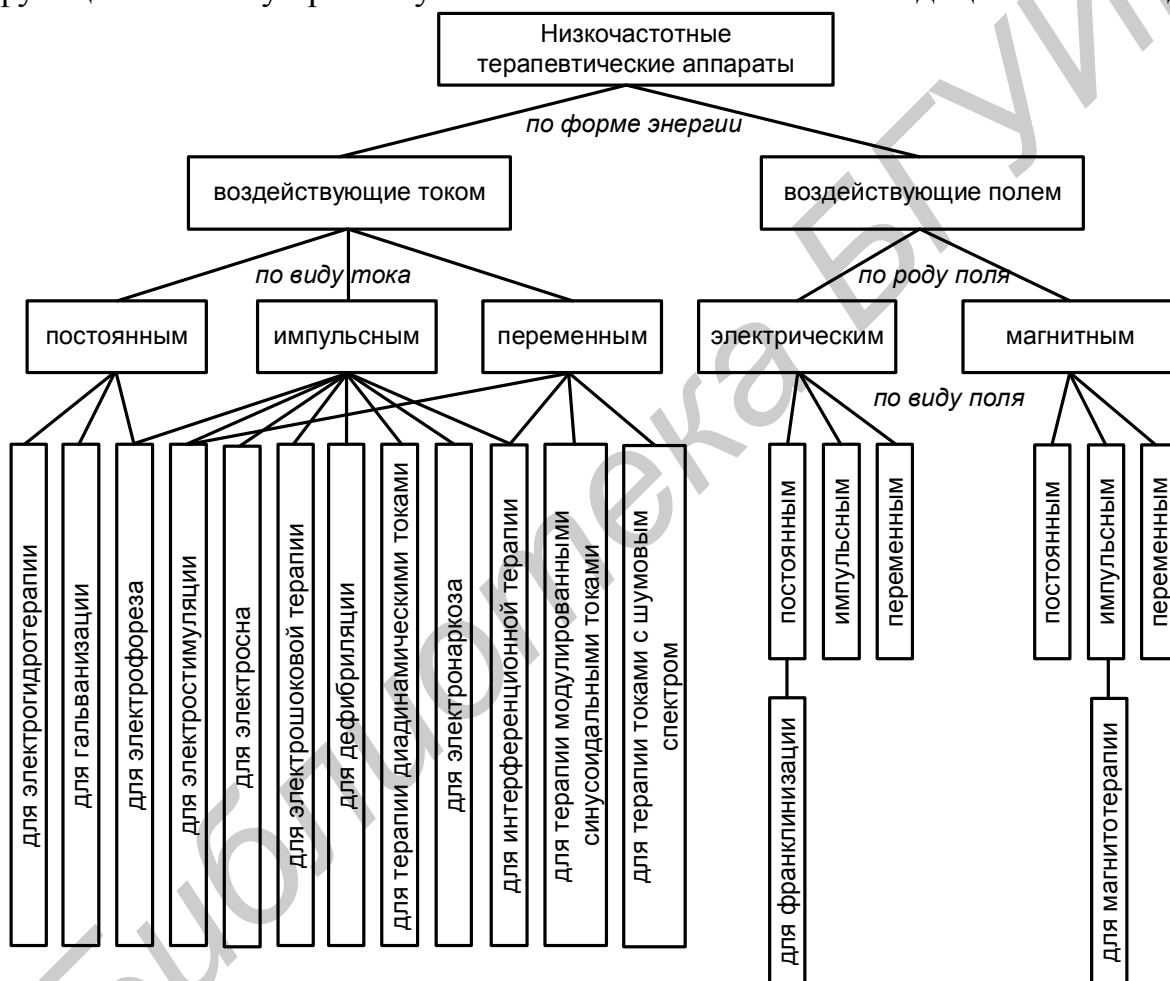 Низкочастотные
терапевтические аппараты
по форме энергии
воздействующие током
воздействующие полем
по виду тока
по роду поля
постоянным
импульсным
переменным
электрическим
магнитным
по виду поля
для электрогидротерапии
для гальванизации
для электрофореза
для электростимуляции
для электросна
для электрошоковой терапии
для дефибриляции
для терапии диадинамическими токами
для электронаркоза
для интерференционной терапии
для терапии модулированными
синусоидальными токами
для терапии токами с шумовым
спектром
постоянным
импульсным
переменным
постоянным
импульсным
переменным
для франклинизации
для магнитотерапии
Библиотека БГУИР